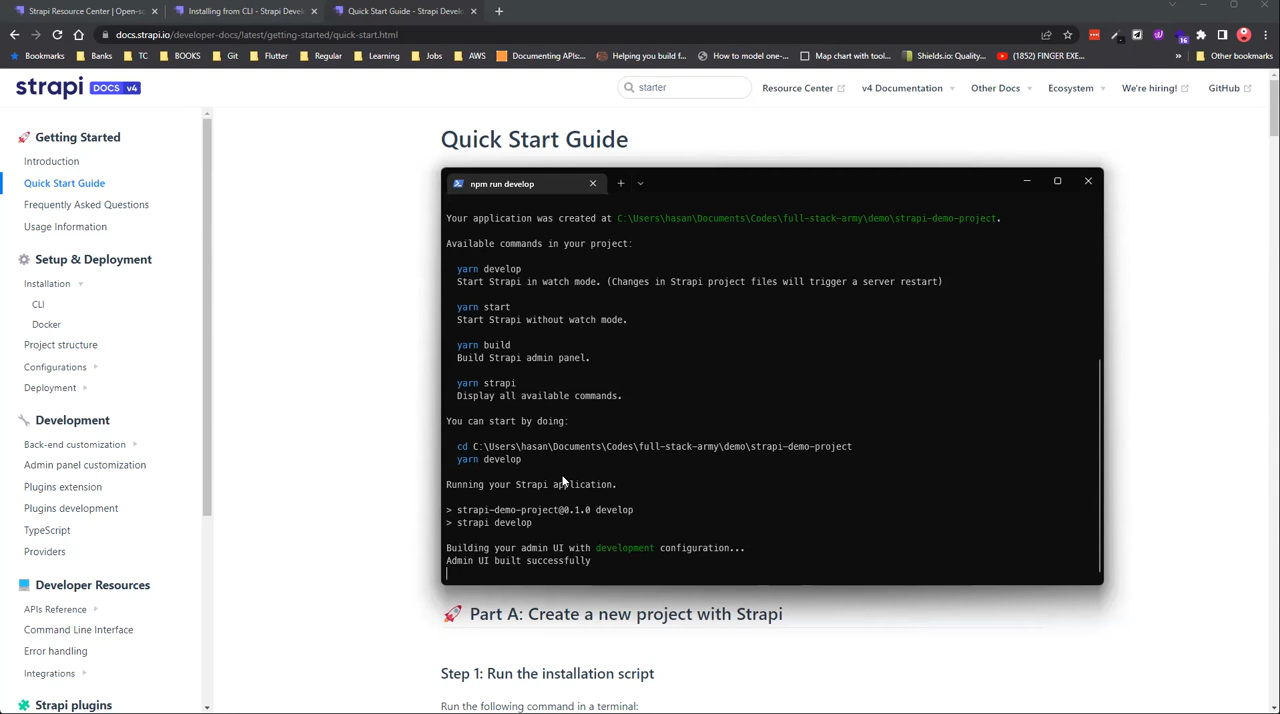 Strapi Resource Center | Open-s
Installing from CLI - Strapi Devel
Quick Start Guide - Strapi Develo
docs.strapi.io/developer-docs/latest/getting-started/quick-start.html
16
Bookmarks
Banks
TC
BOOKS
Git
Flutter
Regular
Learning
Jobs
AWS
Documenting APIs:...
Helping you build f...
How to model one-...
Map chart with tool...
Shields.io: Quality...
(1852) FINGER EXE...
»
Other bookmarks
strapi DOCS v4
starter
Resource Center
v4 Documentation
Other Docs
Ecosystem
We're hiring!
GitHub
Getting Started
Introduction
Quick Start Guide
Frequently Asked Questions
Usage Information
Setup & Deployment
Installation
CLI
Docker
Project structure
Configurations
Deployment
Development
Back-end customization
Admin panel customization
Plugins extension
Plugins development
TypeScript
Providers
Developer Resources
APIs Reference
Command Line Interface
Error handling
Integrations
Strapi plugins
Quick Start Guide
npm run develop
Your application was created at C:\Users\hasan\Documents\Codes\full-stack-army\demo\strapi-demo-project.
Available commands in your project:
yarn develop
Start Strapi in watch mode. (Changes in Strapi project files will trigger a server restart)
yarn start
Start Strapi without watch mode.
yarn build
Build Strapi admin panel.
yarn strapi
Display all available commands.
You can start by doing:
cd C:\Users\hasan\Documents\Codes\full-stack-army\demo\strapi-demo-project
yarn develop
Running your Strapi application.
> strapi-demo-project@0.1.0 develop
> strapi develop
Building your admin UI with development configuration...
Admin UI built successfully
Part A: Create a new project with Strapi
Step 1: Run the installation script
Run the following command in a terminal: